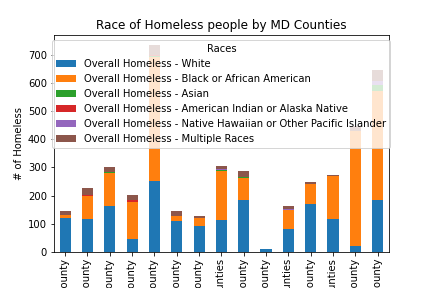 Race of Homeless people by MD Counties
Races
Overall Homeless - White
Overall Homeless - Black or African American
Overall Homeless - Asian
Overall Homeless - American Indian or Alaska Native
Overall Homeless - Native Hawaiian or Other Pacific Islander
Overall Homeless - Multiple Races
# of Homeless
700
600
500
400
300
200
100
0
ounty
ounty
ounty
ounty
ounty
ounty
ounty
unties
ounty
ounty
unties
ounty
ounty
ounty
ounty